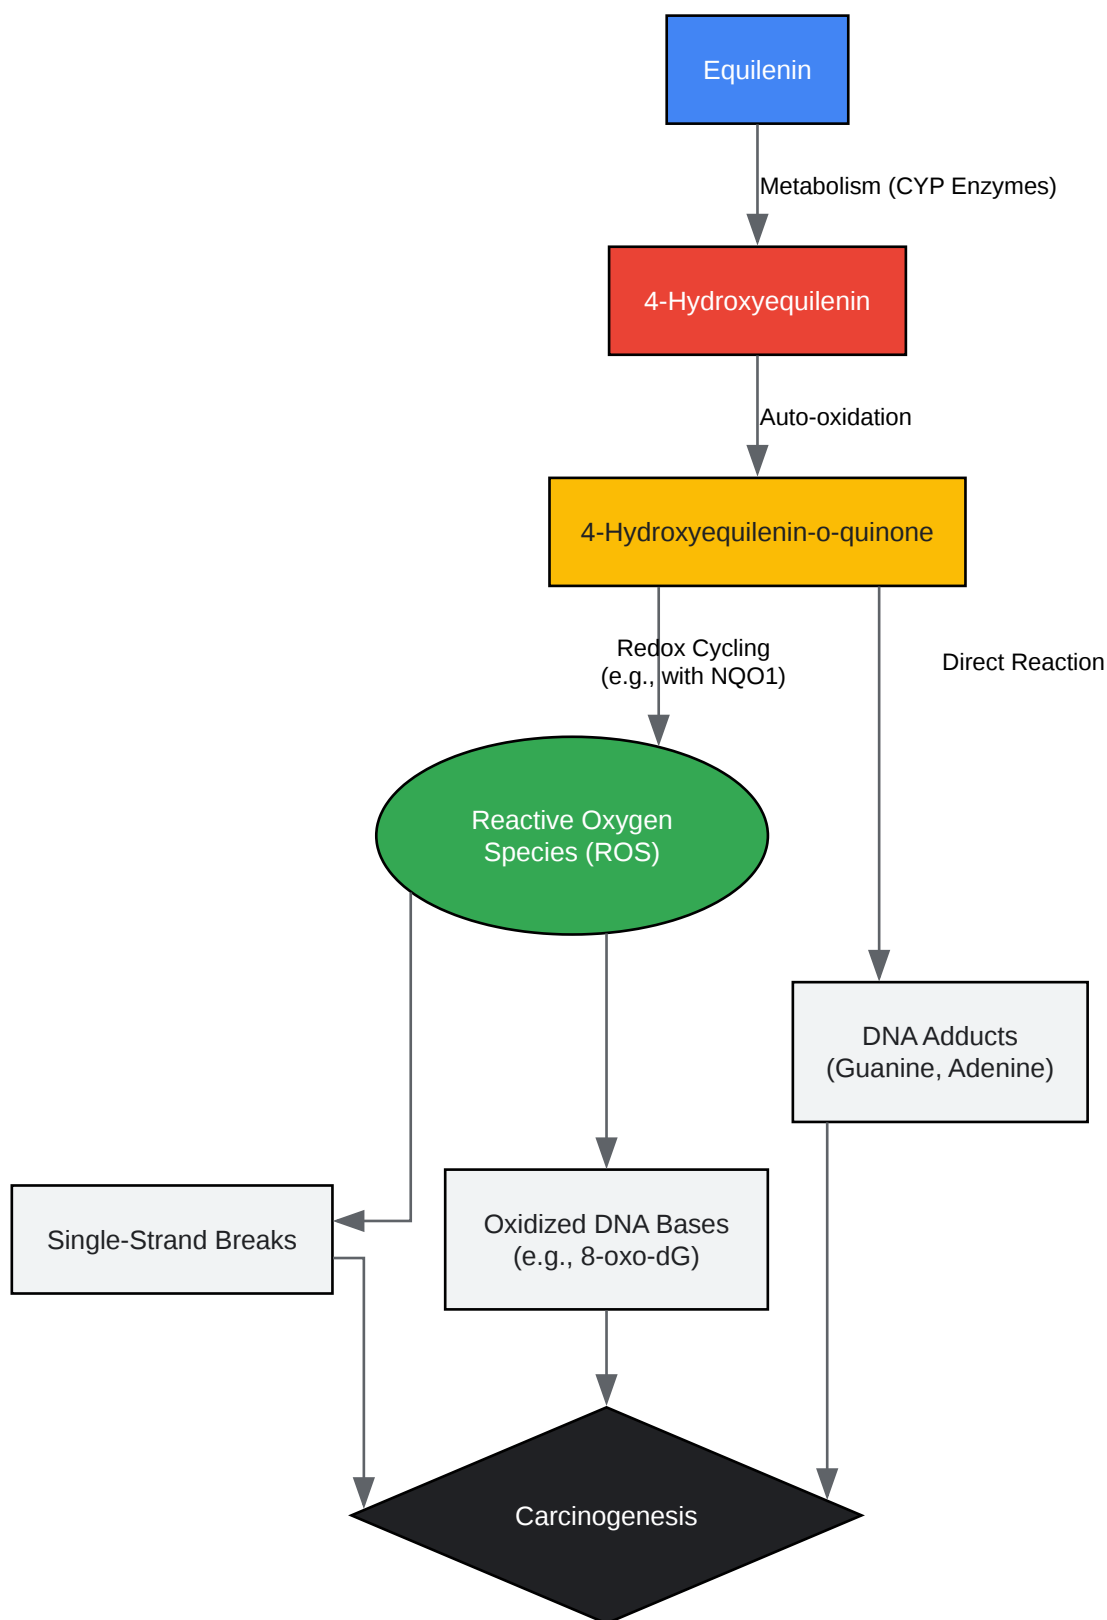 Equilenin
Metabolism (CYP Enzymes)
4-Hydroxyequilenin
Auto-oxidation
4-Hydroxyequilenin-o-quinone
Redox Cycling
(e.g., with NQO1)
Direct Reaction
Reactive Oxygen
Species (ROS)
DNA Adducts
(Guanine, Adenine)
Single-Strand Breaks
Oxidized DNA Bases
(e.g., 8-oxo-dG)
Carcinogenesis